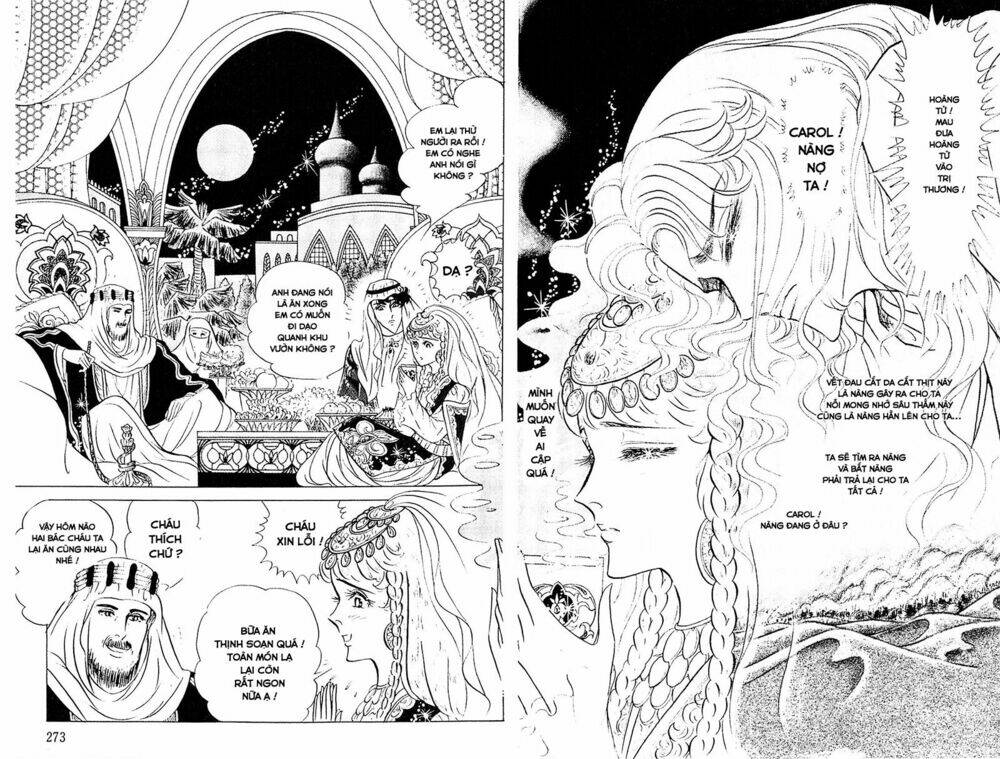 HOÀNG
TỬ ! MAU
ĐƯA
HOÀNG
TỬ
VÀO
TRỊ
THƯƠNG !
CAROL !
NÀNG
NỢ
TA !
VẾT ĐAU CẮT DA CẮT THỊT NÀY
LÀ NÀNG GÂY RA CHO TA
NỖI MONG NHỚ SÂU THẲM NÀY
CŨNG LÀ NÀNG HẰN LÊN CHO TA...
TA SẼ TÌM RA NÀNG
VÀ BẮT NÀNG
PHẢI TRẢ LẠI CHO TA
TẤT CẢ !
CAROL !
NÀNG ĐANG Ở ĐÂU ?
MÌNH
MUỐN
QUAY
VỀ
AI
CẬP
QUÁ !
EM LẠI THỪ
NGƯỜI RA RỒI !
EM CÓ NGHE
ANH NÓI GÌ
KHÔNG ?
DẠ ?
ANH ĐANG NÓI
LÀ ĂN XONG
EM CÓ MUỐN
ĐI DẠO
QUANH KHU
VƯỜN KHÔNG ?
CHÁU
XIN LỖI !
BỮA ĂN
THỊNH SOẠN QUÁ !
TOÀN MÓN LẠ
LẠI CÒN
RẤT NGON
NỮA Ạ !
CHÁU
THÍCH
CHỨ ?
VẬY HÔM NÀO
HAI BÁC CHÁU TA
LẠI ĂN CÙNG NHAU
NHÉ !
273